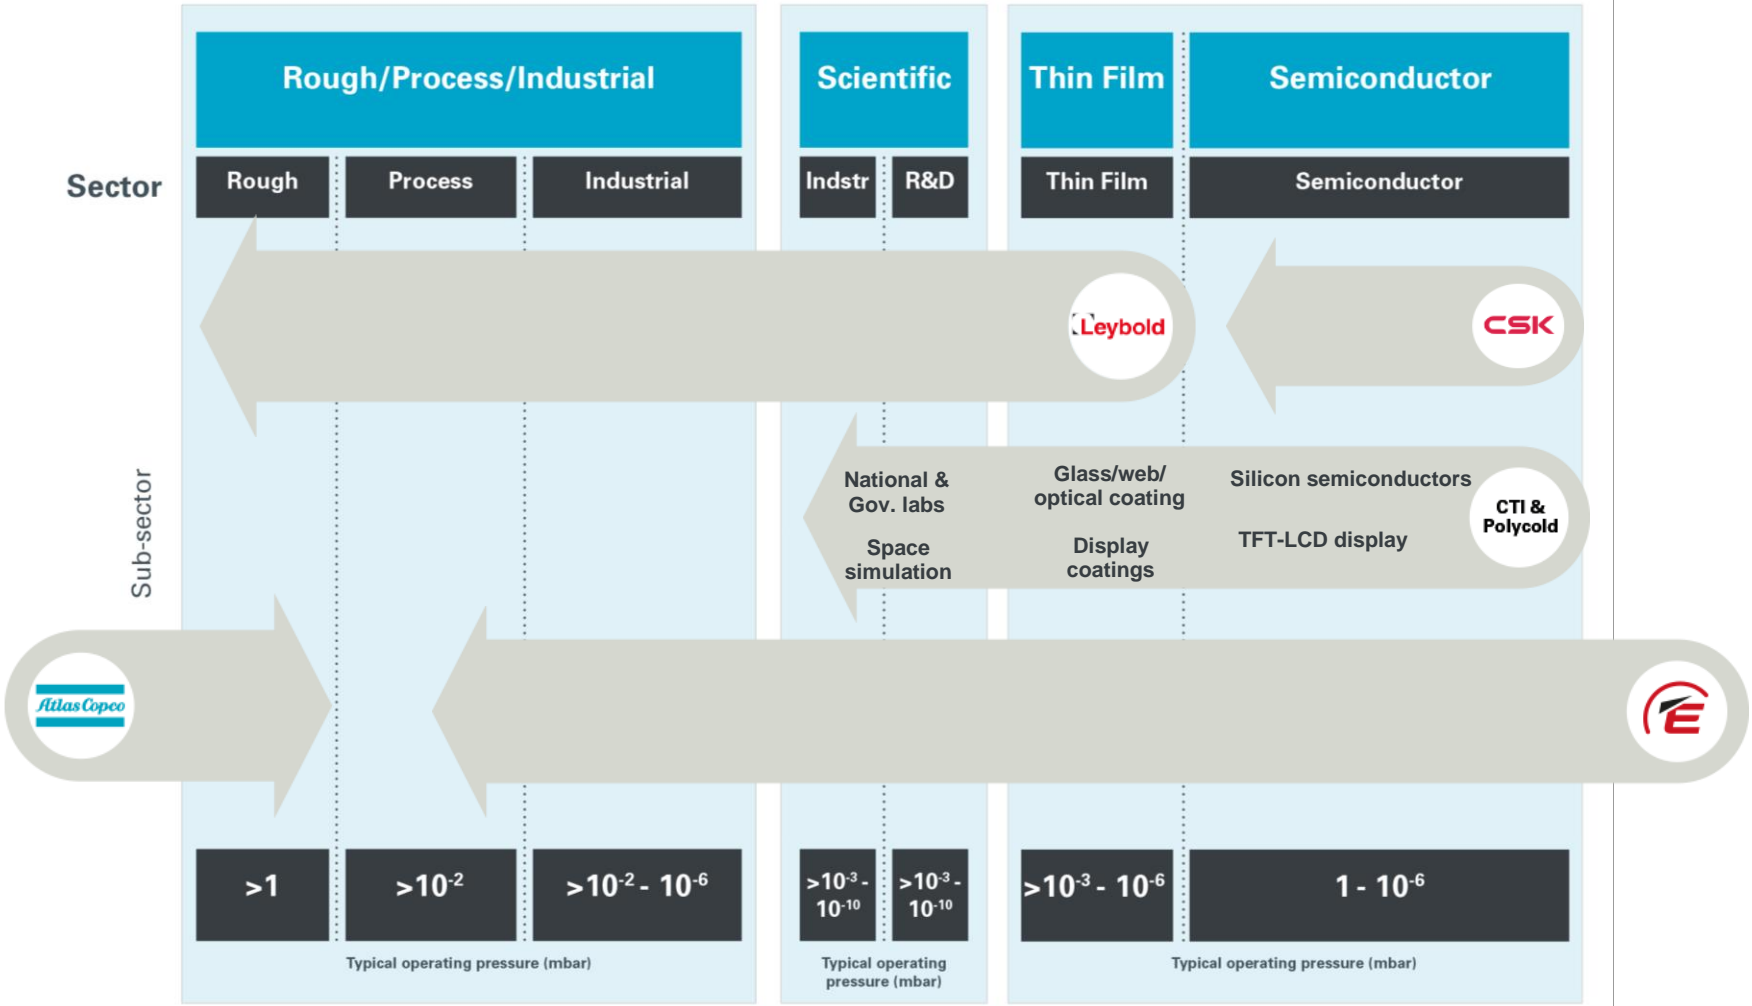 Rough/Process/Industrial
Scientific
Thin Film
Semiconductor
Sector
Rough
Process
Industrial
Indstr
R&D
Thin Film
Semiconductor
Leybold
CSK
Sub-sector
National &
Gov. labs
Space
simulation
Glass/web/
optical coating
Display
coatings
Silicon semiconductors
TFT-LCD display
CTI &
Polycold
Atlas Copco
E
>1
>10⁻²
>10⁻² - 10⁻⁶
>10⁻³ -
10⁻¹⁰
>10⁻³ -
10⁻¹⁰
>10⁻³ - 10⁻⁶
1 - 10⁻⁶
Typical operating pressure (mbar)
Typical operating
pressure (mbar)
Typical operating pressure (mbar)